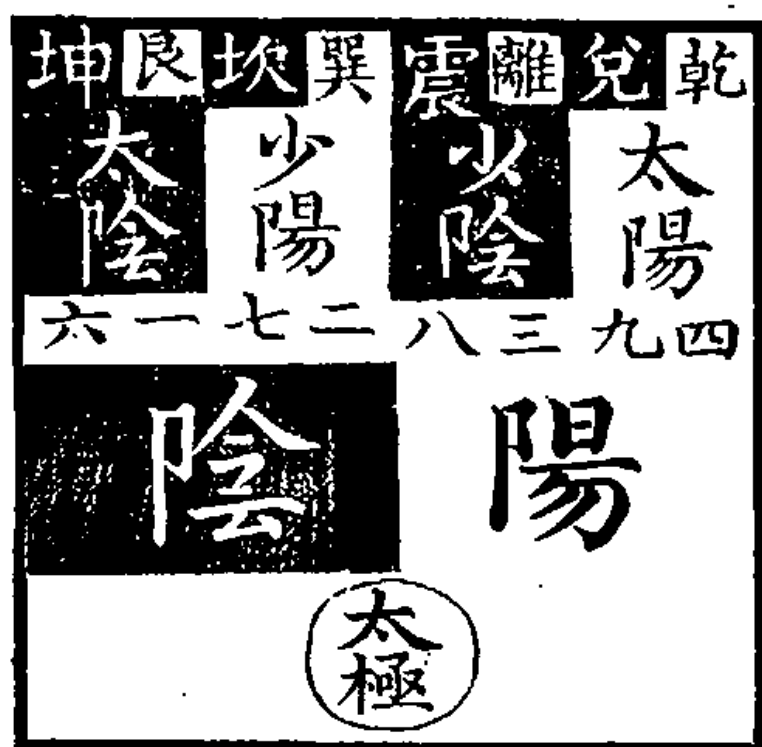 乾兌離震巽坎艮坤
太陽
少陰
少陽
太陰
四九三八二七一六
陽陰
太極